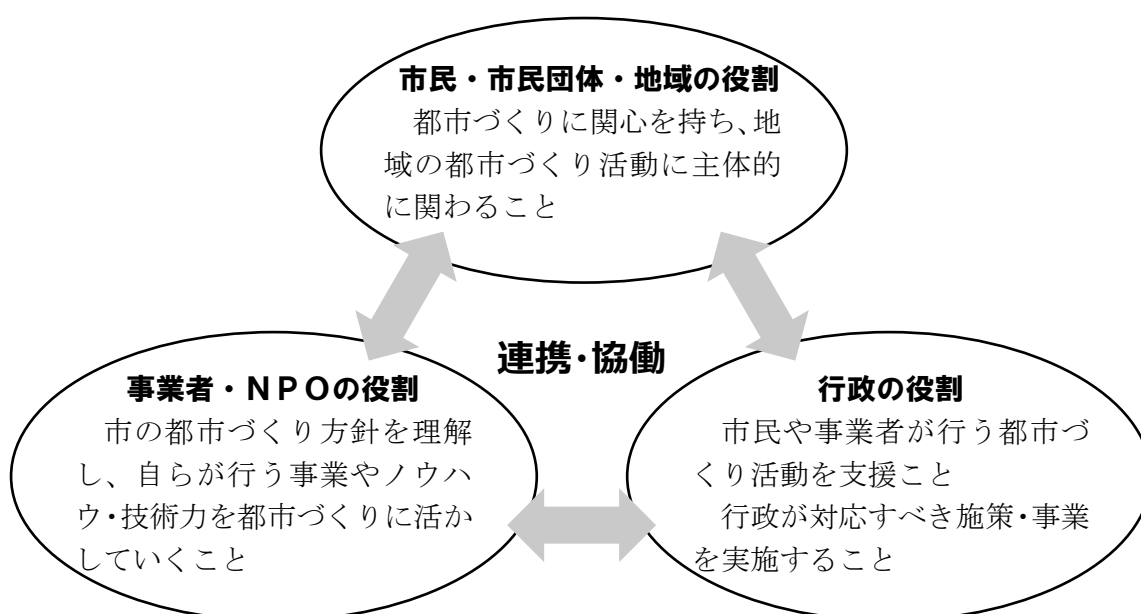 市民・市民団体・地域の役割
都市づくりに関心を持ち、地
域の都市づくり活動に主体的
に関わること
連携・協働
事業者・ＮＰＯの役割
市の都市づくり方針を理解
し、自らが行う事業やノウハ
ウ・技術力を都市づくりに活か
していくこと
行政の役割
市民や事業者が行う都市づ
くり活動を支援こと
行政が対応すべき施策・事業
を実施すること